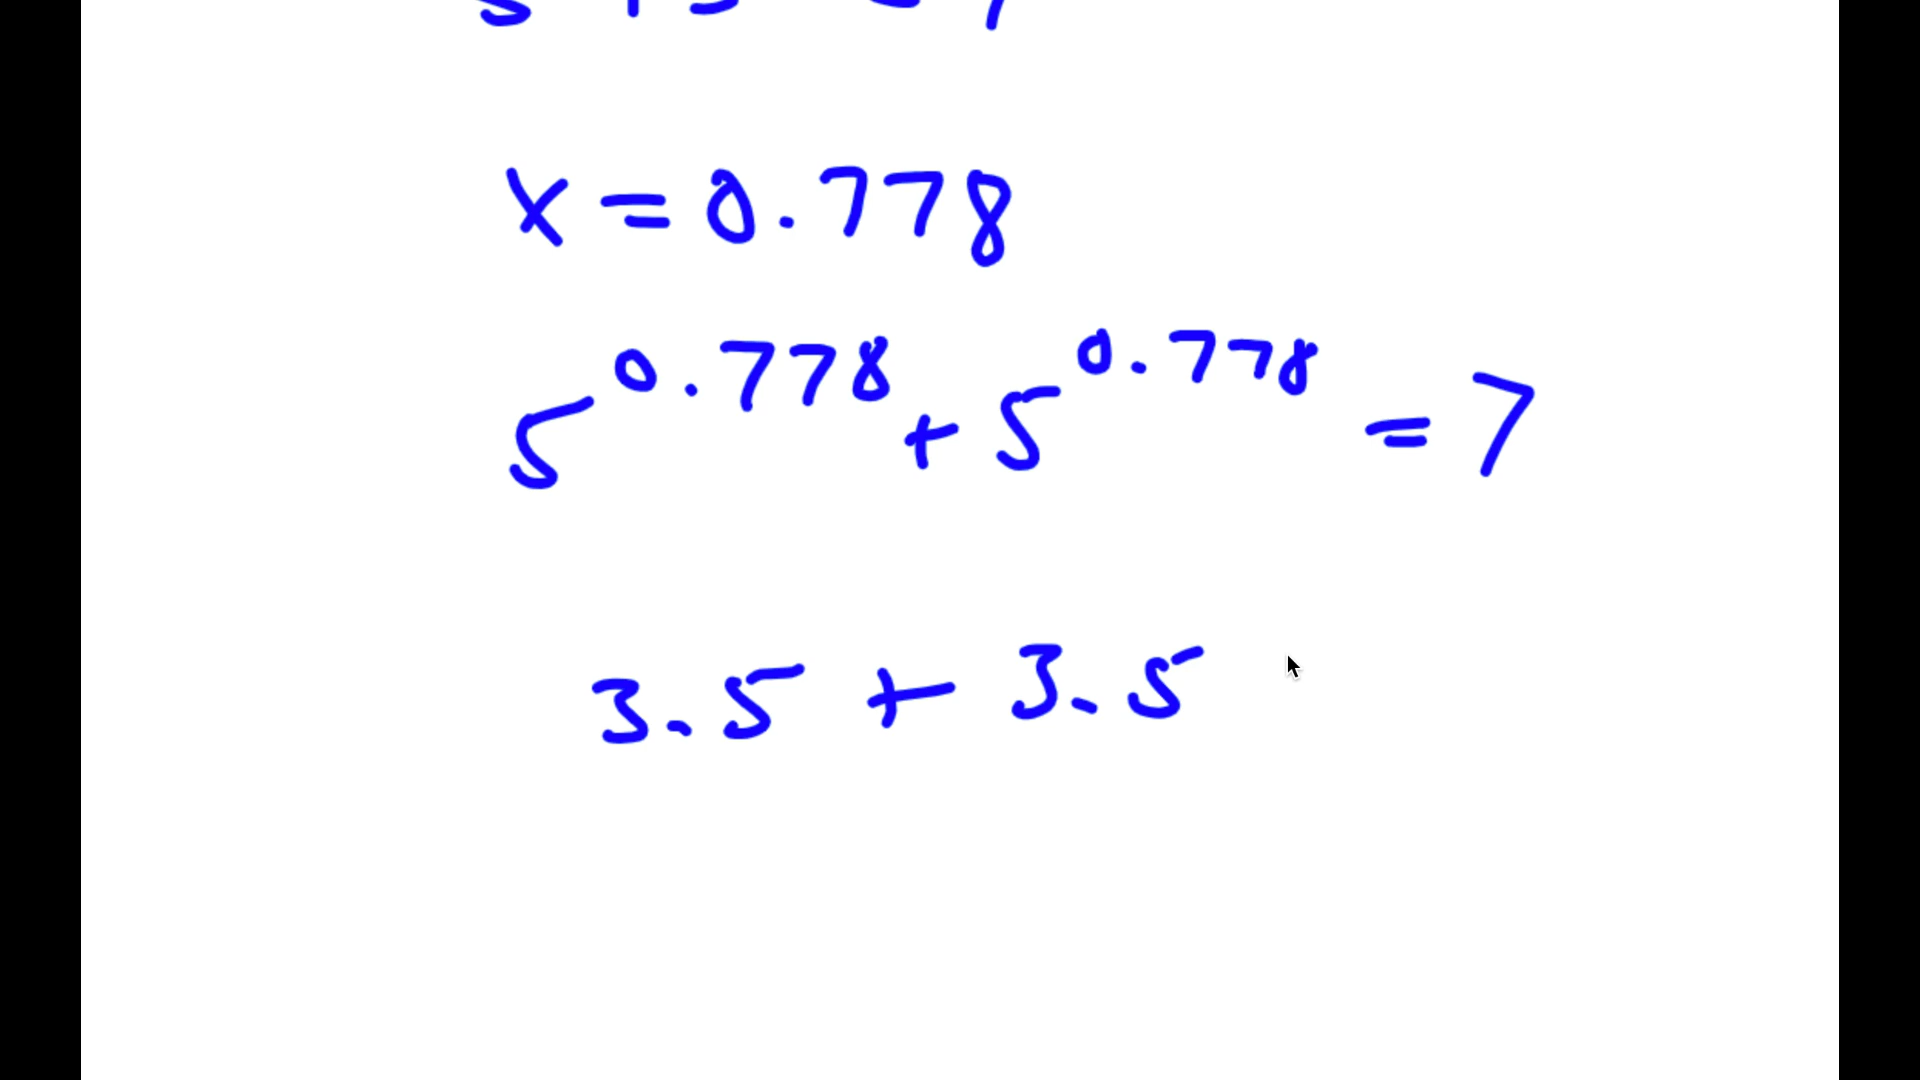 x = 0.778
5^0.778 + 5^0.778 = 7
3.5 + 3.5